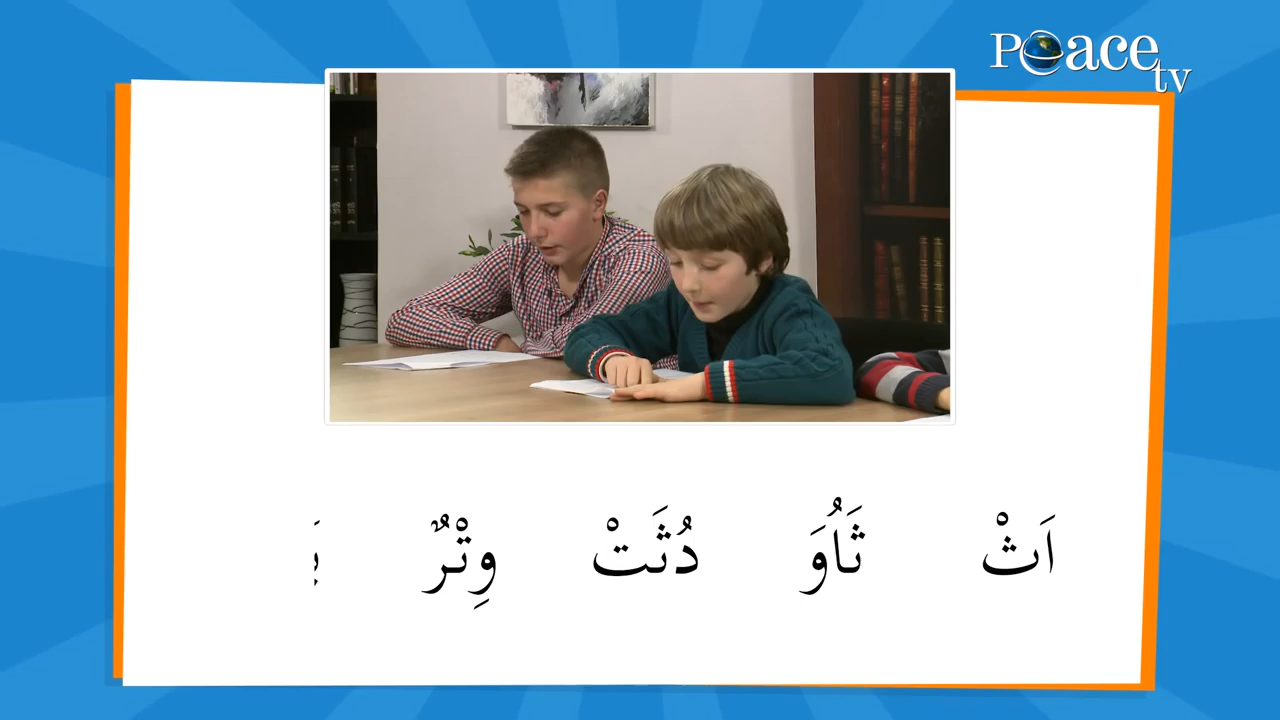 Peace tv
اَثْ ثَاُوَ دُثَتْ وِتْرٌ